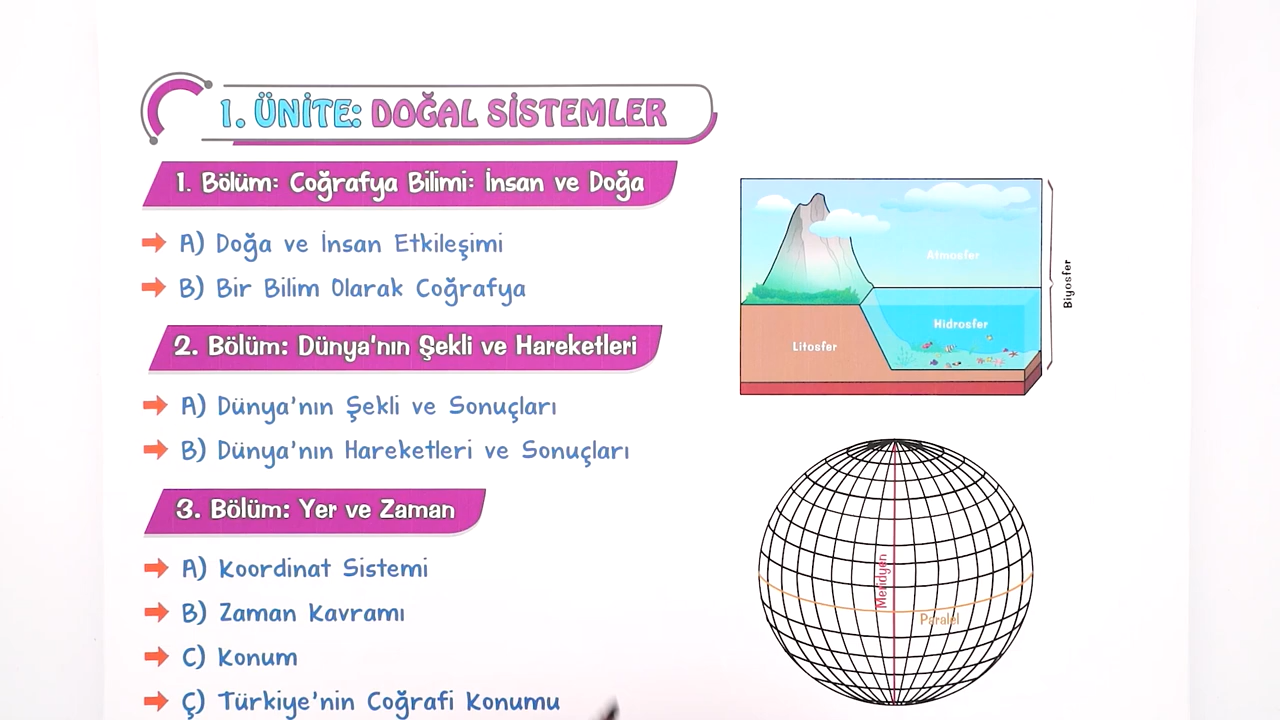 1. ÜNİTE: DOĞAL SİSTEMLER
1. Bölüm: Coğrafya Bilimi: İnsan ve Doğa
A) Doğa ve İnsan Etkileşimi
B) Bir Bilim Olarak Coğrafya
2. Bölüm: Dünya'nın Şekli ve Hareketleri
A) Dünya'nın Şekli ve Sonuçları
B) Dünya'nın Hareketleri ve Sonuçları
3. Bölüm: Yer ve Zaman
A) Koordinat Sistemi
B) Zaman Kavramı
C) Konum
Ç) Türkiye'nin Coğrafi Konumu
Atmosfer
Hidrosfer
Litosfer
Biyosfer
Meridyen
Paralel